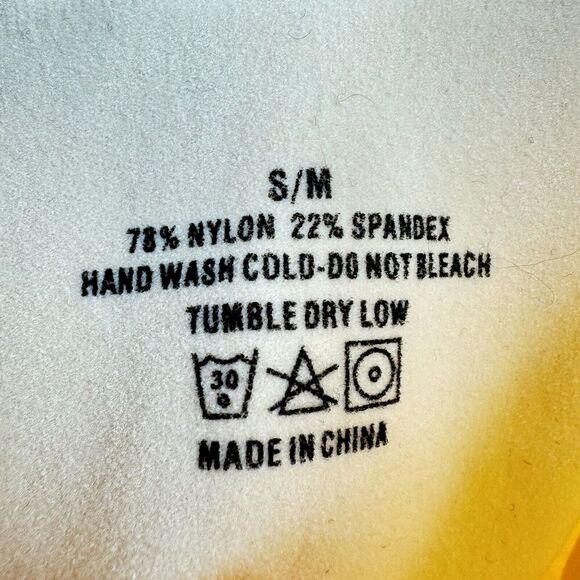 S/M
78% NYLON 22% SPANDEX
HAND WASH COLD-DO NOT BLEACH
TUMBLE DRY LOW
30
MADE IN CHINA